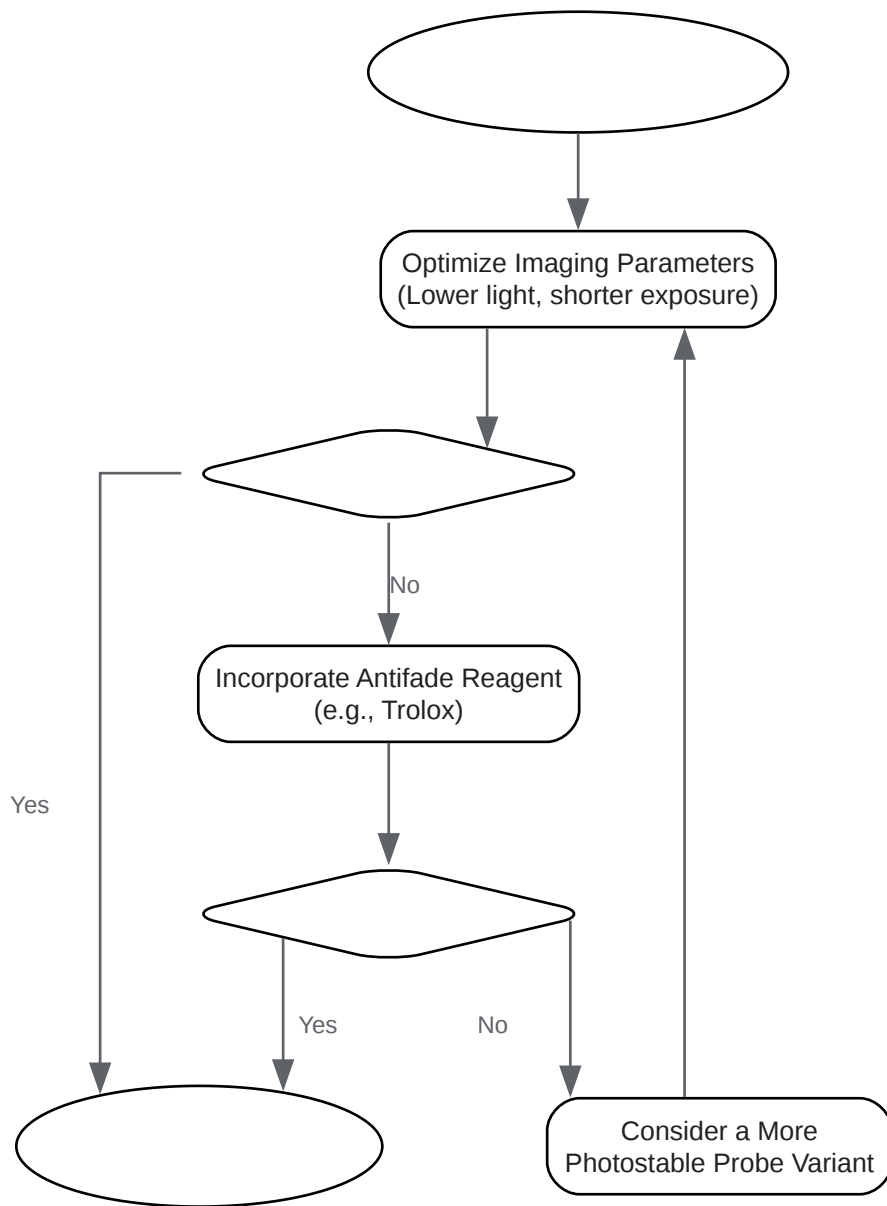 Optimize Imaging Parameters
(Lower light, shorter exposure)
No
Incorporate Antifade Reagent
(e.g., Trolox)
Yes
Yes
No
Consider a More
Photostable Probe Variant